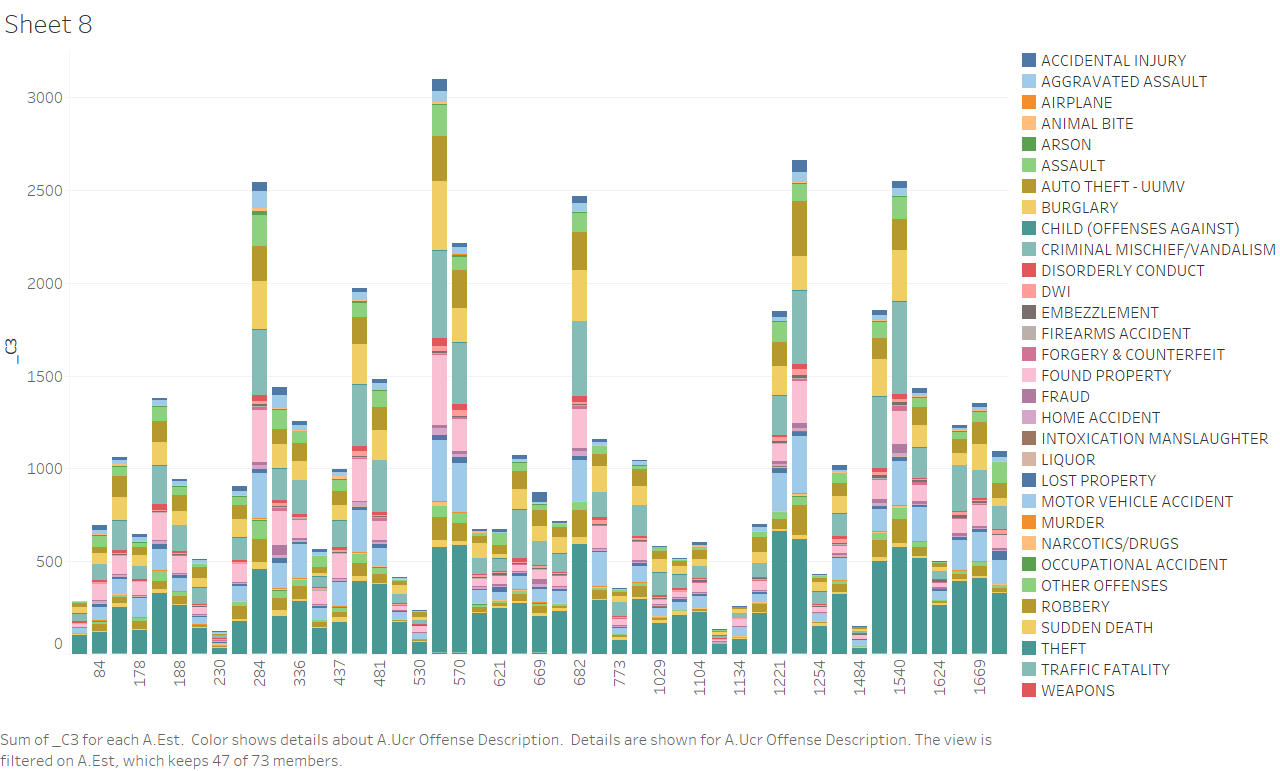 Sheet 8
3000
2500
2000
1500
1000
500
0
_C3
84
178
188
230
284
336
437
481
530
570
621
669
682
773
1029
1104
1134
1221
1254
1484
1540
1624
1669
ACCIDENTAL INJURY
AGGRAVATED ASSAULT
AIRPLANE
ANIMAL BITE
ARSON
ASSAULT
AUTO THEFT - UUMV
BURGLARY
CHILD (OFFENSES AGAINST)
CRIMINAL MISCHIEF/VANDALISM
DISORDERLY CONDUCT
DWI
EMBEZZLEMENT
FIREARMS ACCIDENT
FORGERY & COUNTERFEIT
FOUND PROPERTY
FRAUD
HOME ACCIDENT
INTOXICATION MANSLAUGHTER
LIQUOR
LOST PROPERTY
MOTOR VEHICLE ACCIDENT
MURDER
NARCOTICS/DRUGS
OCCUPATIONAL ACCIDENT
OTHER OFFENSES
ROBBERY
SUDDEN DEATH
THEFT
TRAFFIC FATALITY
WEAPONS
Sum of _C3 for each A.Est.  Color shows details about A.Ucr Offense Description.  Details are shown for A.Ucr Offense Description. The view is
filtered on A.Est, which keeps 47 of 73 members.